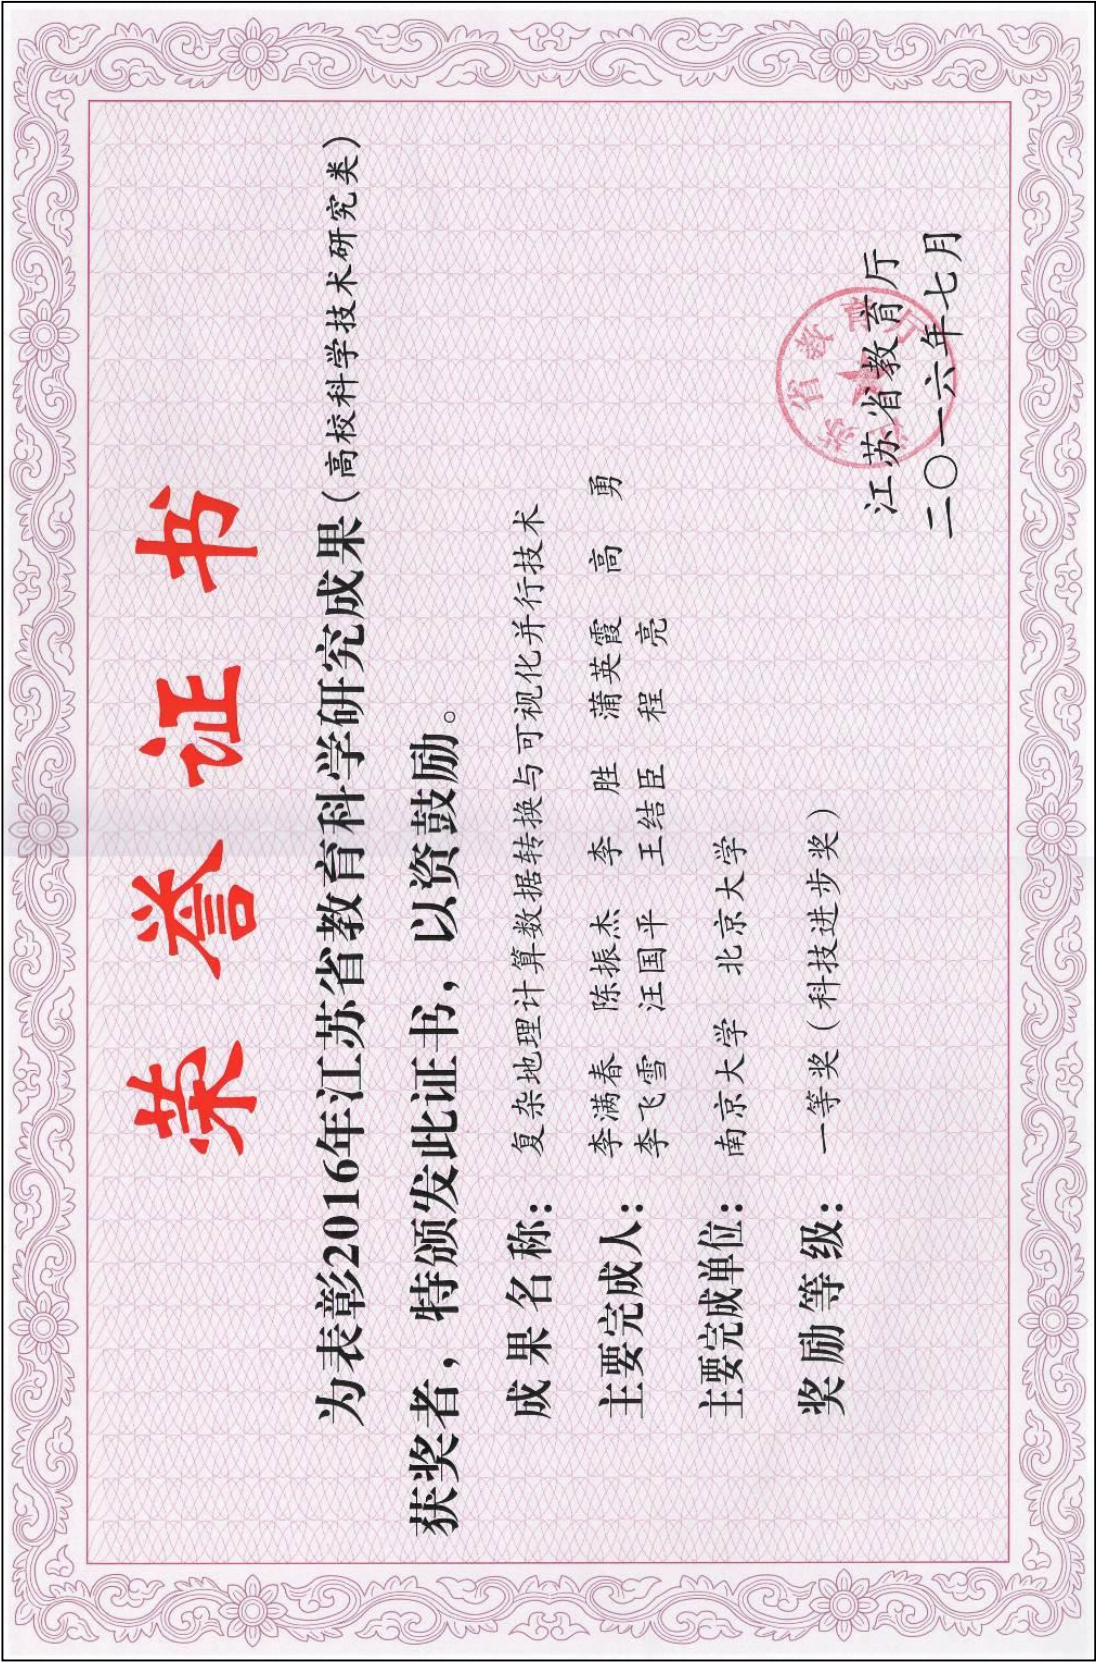 荣誉证书
为表彰2016年江苏省教育科学研究成果(高校科学技术研究类)
获奖者，特颁发此证书，以资鼓励。
成果名称：复杂地理计算数据转换与可视化并行技术
主要完成人：李满春 陈振杰 李胜 蒲英霞 高勇
李飞雪 汪国平 王结臣 程亮
主要完成单位：南京大学 北京大学
奖励等级：一等奖(科技进步奖)
江苏省教育厅
江苏省教育厅
二〇一六年七月